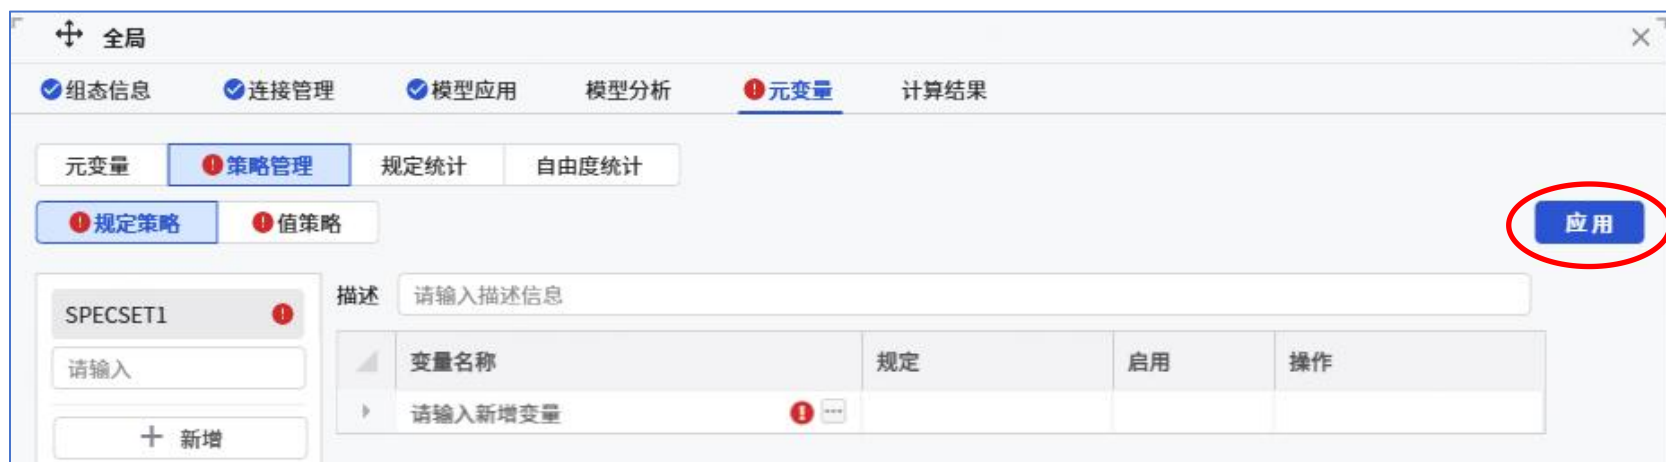 全局
组态信息 连接管理 模型应用 模型分析 元变量 计算结果
元变量 策略管理 规定统计 自由度统计
规定策略 值策略 应用
描述 请输入描述信息
SPECSET1
变量名称 规定 启用 操作
请输入
请输入新增变量
新增